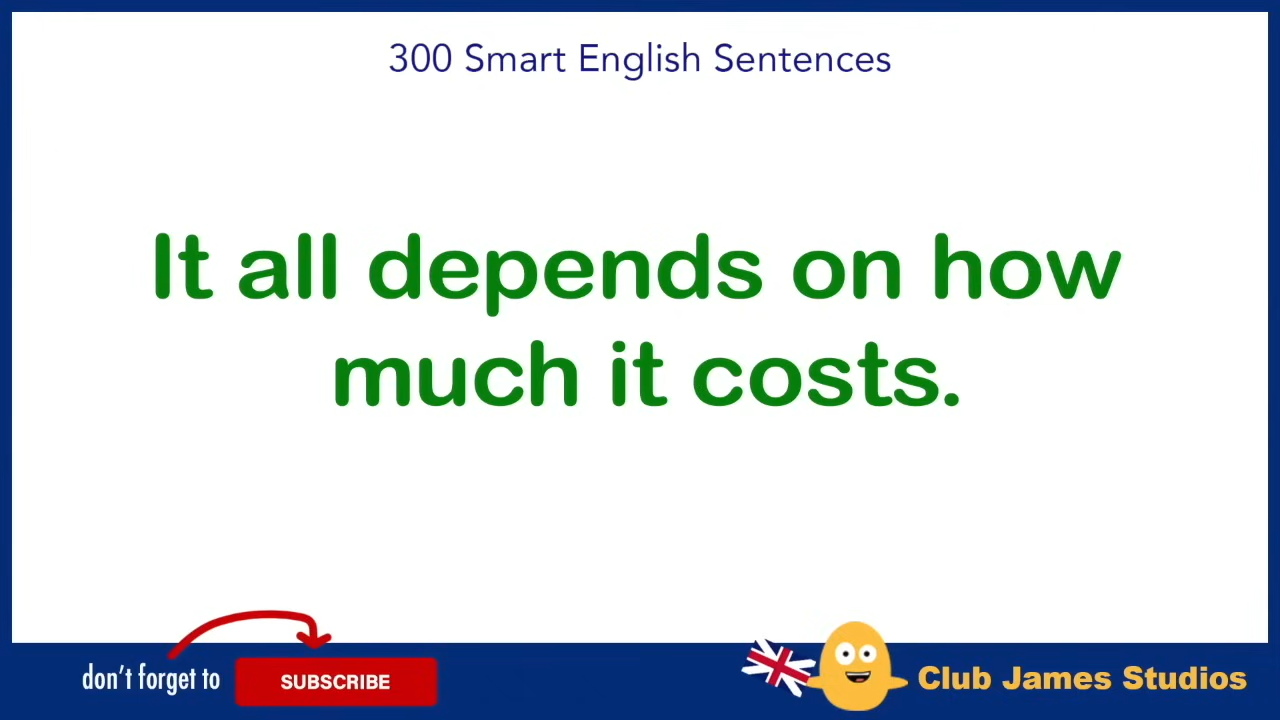 300 Smart English Sentences
It all depends on how
much it costs.
don't forget to
SUBSCRIBE
Club James Studios